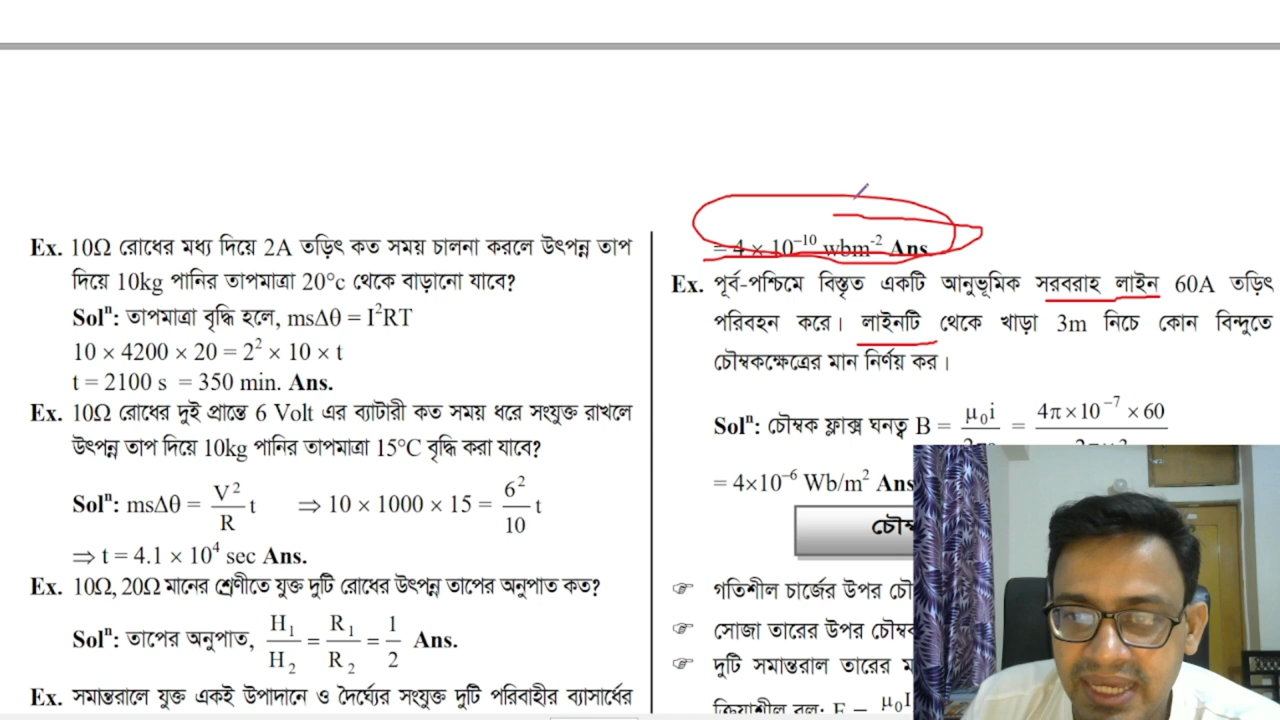 Ex. 10Ω রোধের মধ্য দিয়ে 2A তড়িৎ কত সময় চালনা করলে উৎপন্ন তাপ
দিয়ে 10kg পানির তাপমাত্রা 20°c থেকে বাড়ানো যাবে?
Solⁿ: তাপমাত্রা বৃদ্ধি হলে, msΔθ = I²RT
10 × 4200 × 20 = 2² × 10 × t
t = 2100 s = 350 min. Ans.
Ex. 10Ω রোধের দুই প্রান্তে 6 Volt এর ব্যাটারী কত সময় ধরে সংযুক্ত রাখলে
উৎপন্ন তাপ দিয়ে 10kg পানির তাপমাত্রা 15°C বৃদ্ধি করা যাবে?
Solⁿ: msΔθ = V²/R t ⇒ 10 × 1000 × 15 = 6²/10 t
⇒ t = 4.1 × 10⁴ sec Ans.
Ex. 10Ω, 20Ω মানের শ্রেণীতে যুক্ত দুটি রোধের উৎপন্ন তাপের অনুপাত কত?
Solⁿ: তাপের অনুপাত, H₁/H₂ = R₁/R₂ = 1/2 Ans.
Ex. সমান্তরালে যুক্ত একই উপাদানে ও দৈর্ঘ্যের সংযুক্ত দুটি পরিবাহীর ব্যাসার্ধের
= 4 × 10⁻¹⁰ wbm⁻² Ans
Ex. পূর্ব-পশ্চিমে বিস্তৃত একটি আনুভূমিক সরবরাহ লাইন 60A তড়িৎ
পরিবহন করে। লাইনটি থেকে খাড়া 3m নিচে কোন বিন্দুতে
চৌম্বকক্ষেত্রের মান নির্ণয় কর।
Solⁿ: চৌম্বক ফ্লাক্স ঘনত্ব B = μ₀i = 4π×10⁻⁷×60
= 4×10⁻⁶ Wb/m² Ans
গতিশীল চার্জের উপর
সোজা তারের উপর
দুটি সমান্তরাল তারের
ক্রিয়াশীল বল: F = μ₀I